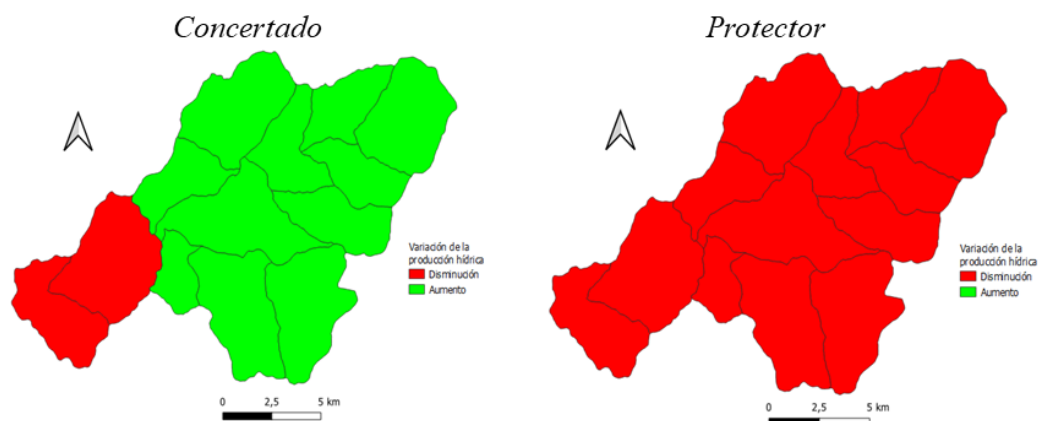 Concertado
Protector
Variación de la
producción hídrica
Disminución
Aumento
0 2,5 5 km
Variación de la
producción hídrica
Disminución
Aumento
0 2,5 5 km